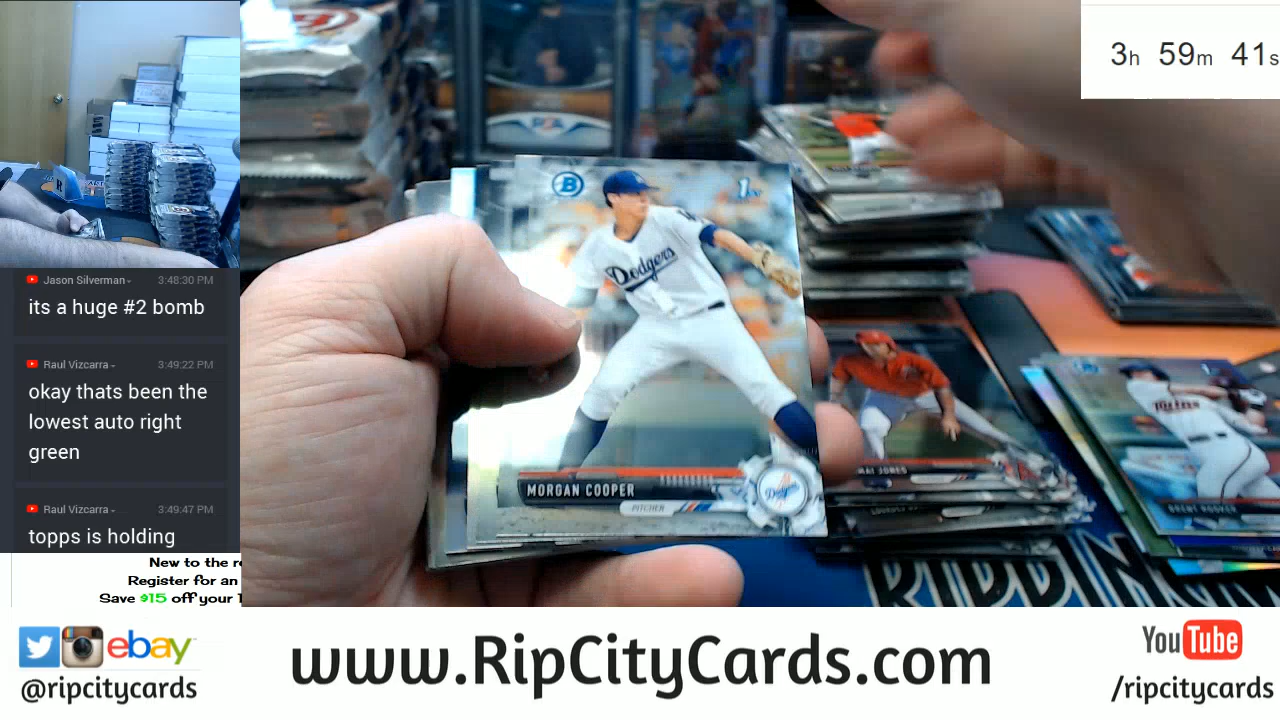 3h 59m 41s
Jason Silverman
3:48:30 PM
its a huge #2 bomb
Raul Vizcarra
3:49:22 PM
okay thats been the
lowest auto right
green
Raul Vizcarra
3:49:47 PM
topps is holding
New to the
Register for an
Save $15 off your
B
1st
Dodgers
MORGAN COOPER
PITCHER
Dodgers
JONES
Twins
BRENT ROOKER
RIPPIN
ebay
@ripcitycards
www.RipCityCards.com
YouTube
/ripcitycards